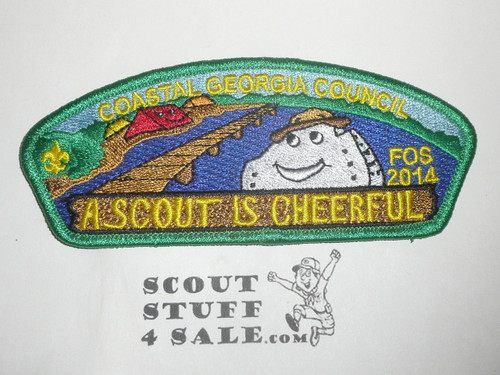 COASTAL GEORGIA COUNCIL
FOS
2014
A SCOUT IS CHEERFUL
SCOUT
STUFF
4 SALE.com